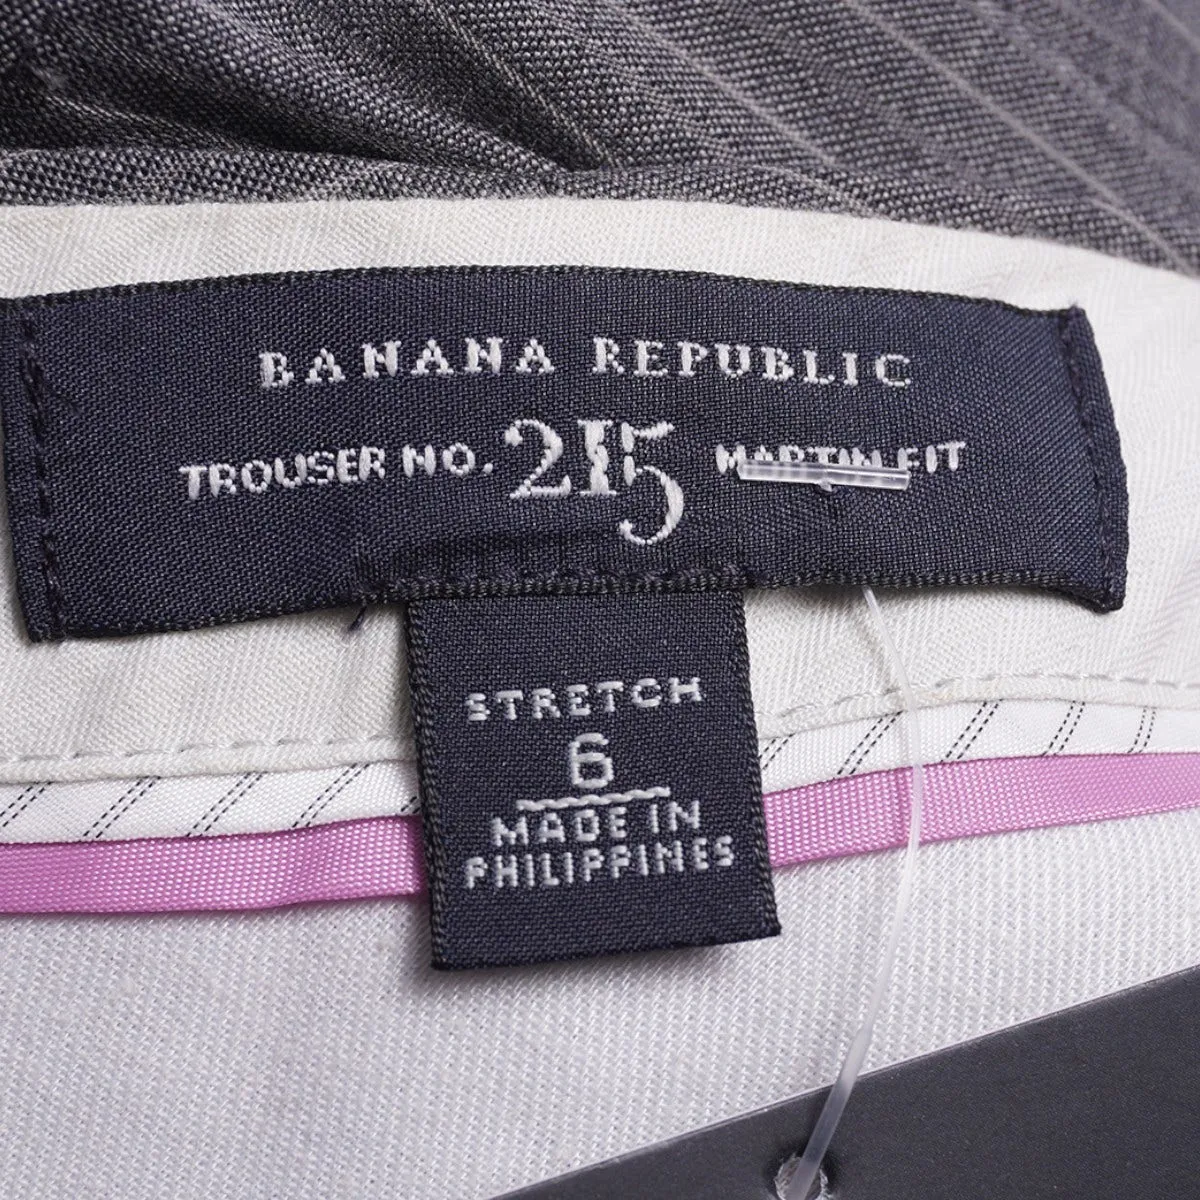 BANANA REPUBLIC
TROUSER NO. 215 MARTIN FIT
STRETCH
6
MADE IN
PHILIPPINES